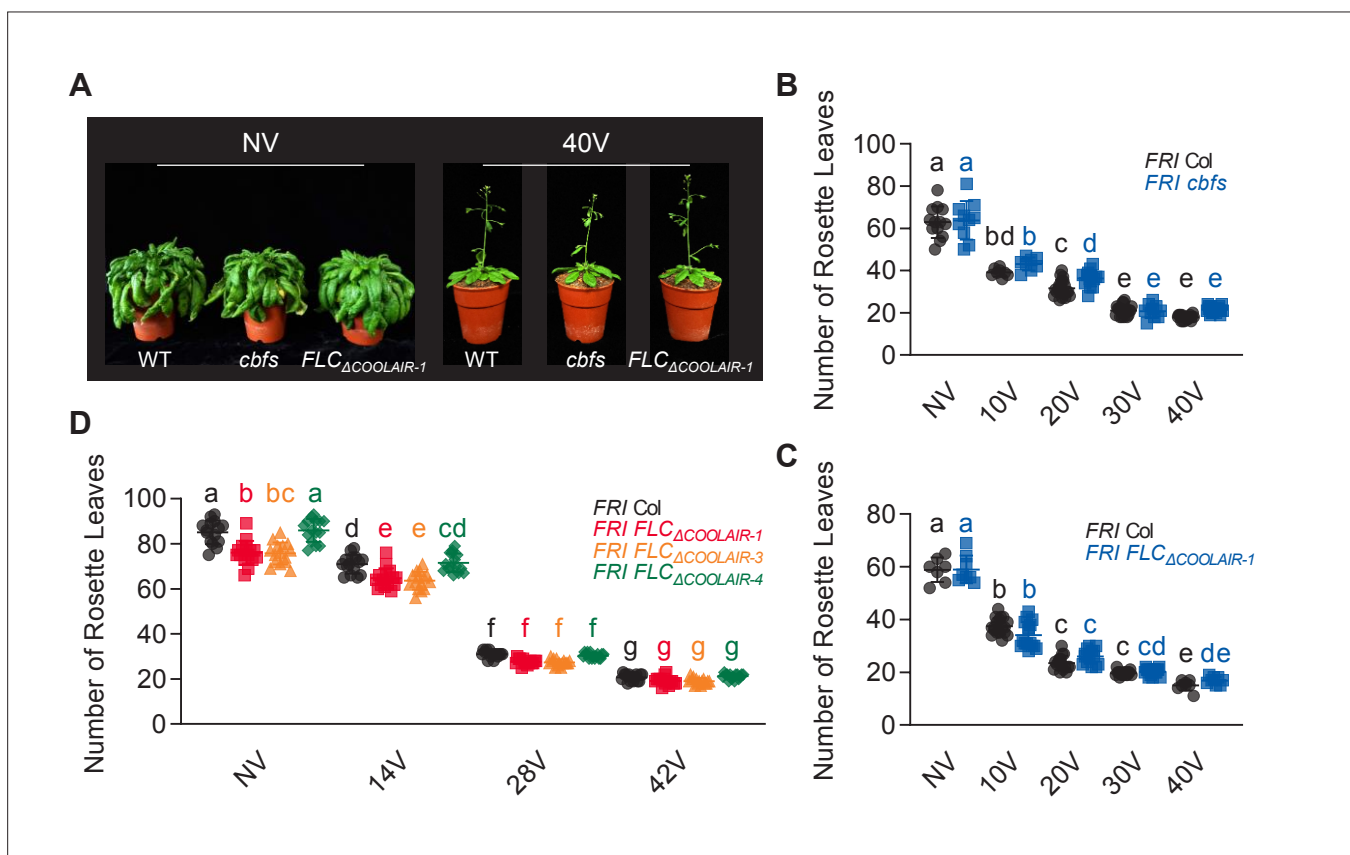 A
NV
40V
WT
cbfs
FLCΔCOOLAIR-1
WT
cbfs
FLCΔCOOLAIR-1
B
Number of Rosette Leaves
100
80
60
40
20
0
a
a
bd
b
c
d
e
e
e
e
FRI Col
FRI cbfs
NV
10V
20V
30V
40V
D
Number of Rosette Leaves
100
80
60
40
20
0
a
b
bc
a
d
e
e
cd
f
f
f
f
g
g
g
g
FRI Col
FRI FLCΔCOOLAIR-1
FRI FLCΔCOOLAIR-3
FRI FLCΔCOOLAIR-4
NV
14V
28V
42V
C
Number of Rosette Leaves
80
60
40
20
0
a
a
b
b
c
c
c
cd
e
de
FRI Col
FRI FLCΔCOOLAIR-1
NV
10V
20V
30V
40V